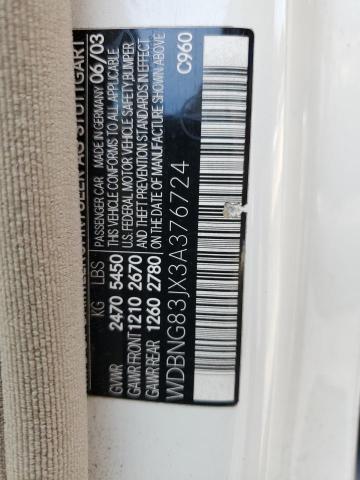 AG STUTTGART
KG LBS PASSENGER CAR MADE IN GERMANY 06/03
GVWR 2470 5450 THIS VEHICLE CONFORMS TO ALL APPLICABLE
U.S. FEDERAL MOTOR VEHICLE SAFETY, BUMPER,
GAWR FRONT 1210 2670 AND THEFT PREVENTION STANDARDS IN EFFECT
GAWR REAR 1260 2780 ON THE DATE OF MANUFACTURE SHOWN ABOVE
WDBNG83JX3A376724 C960